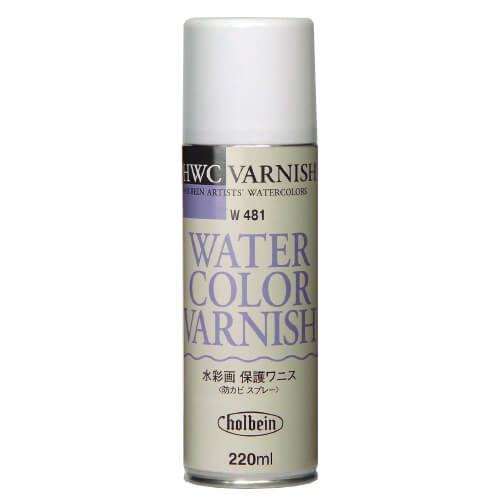 HWC VARNISH
HOLBEIN ARTISTS' WATERCOLORS
W 481
WATER
COLOR
VARNISH
水彩画 保護ワニス
〈防カビ スプレー〉
holbein
220ml